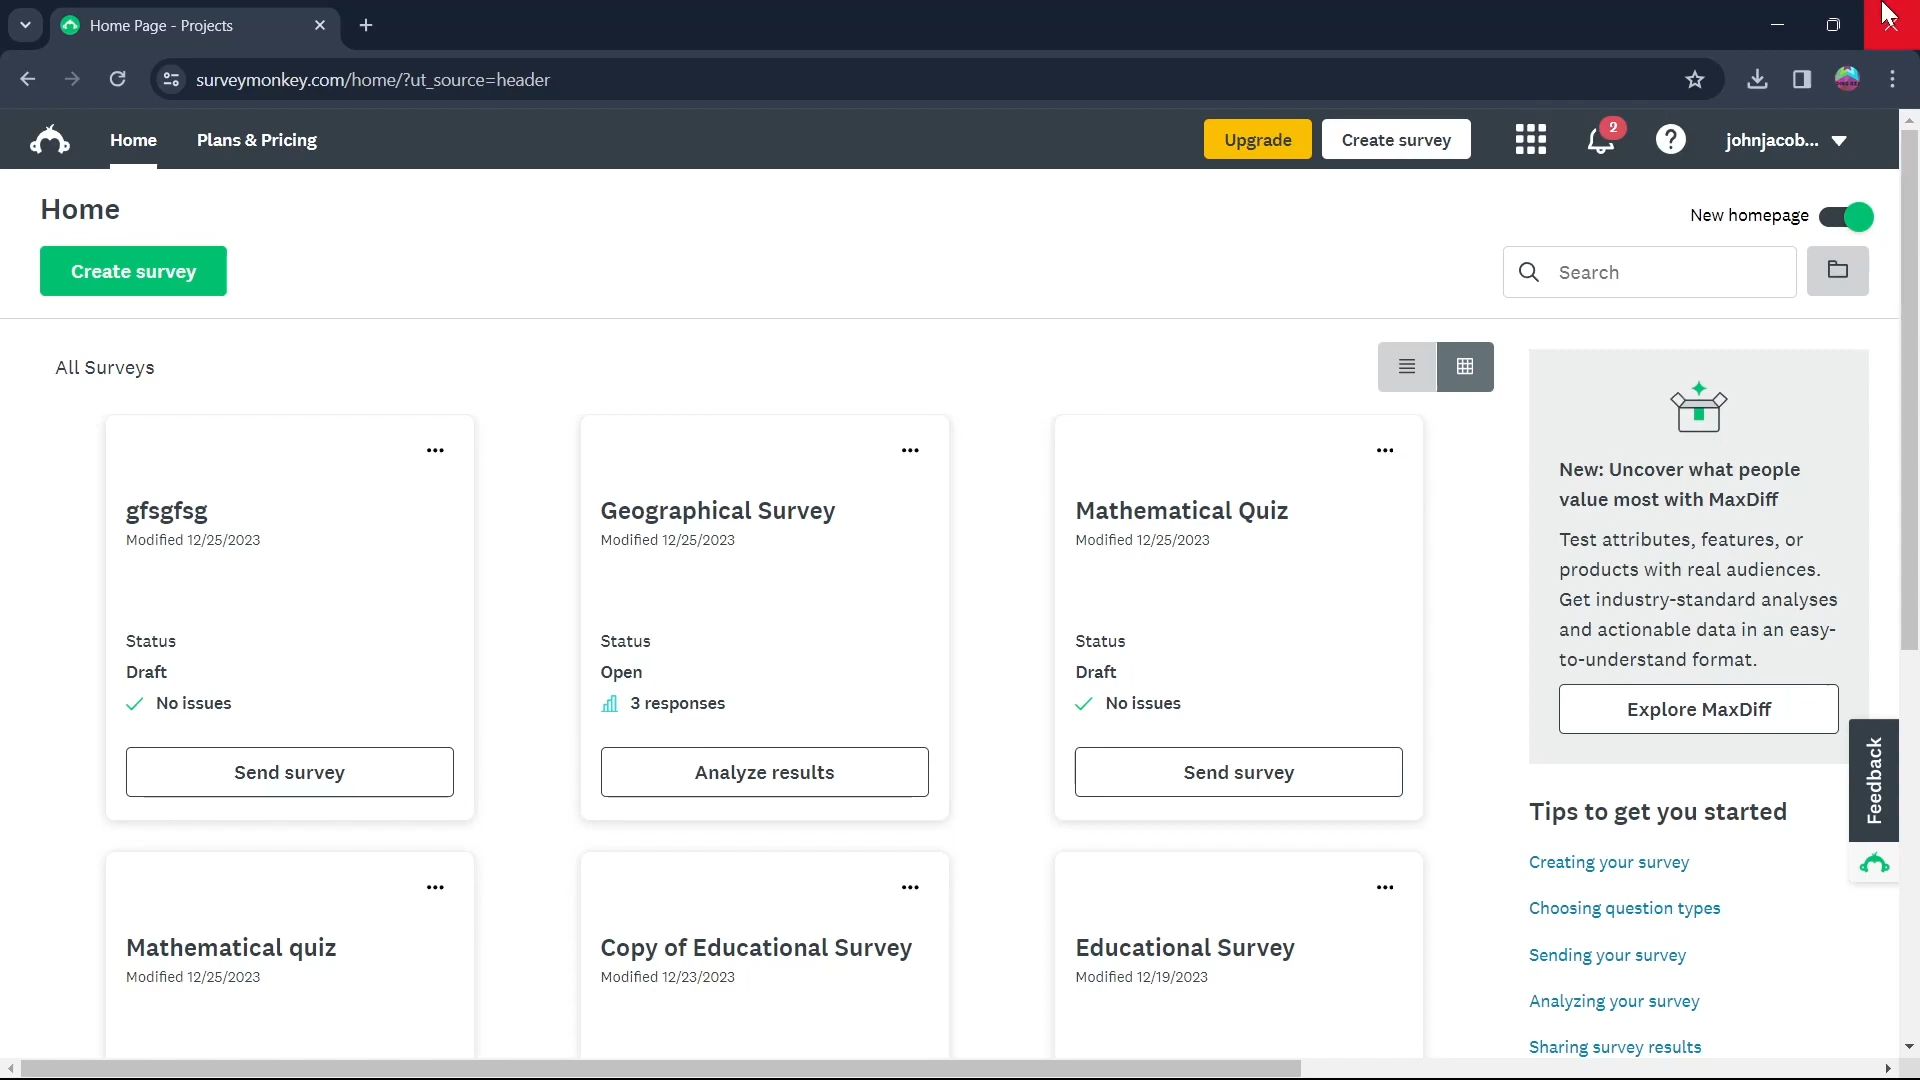 Home Page - Projects
surveymonkey.com/home/?ut_source=header
Home
Plans & Pricing
Upgrade
Create survey
2
?
johnjacob...
Home
New homepage
Create survey
Search
All Surveys
gfsgfsg
Modified 12/25/2023
Status
Draft
No issues
Send survey
Geographical Survey
Modified 12/25/2023
Status
Open
3 responses
Analyze results
Mathematical Quiz
Modified 12/25/2023
Status
Draft
No issues
Send survey
Mathematical quiz
Modified 12/25/2023
Copy of Educational Survey
Modified 12/23/2023
Educational Survey
Modified 12/19/2023
New: Uncover what people
value most with MaxDiff
Test attributes, features, or
products with real audiences.
Get industry-standard analyses
and actionable data in an easy-
to-understand format.
Explore MaxDiff
Feedback
Tips to get you started
Creating your survey
Choosing question types
Sending your survey
Analyzing your survey
Sharing survey results